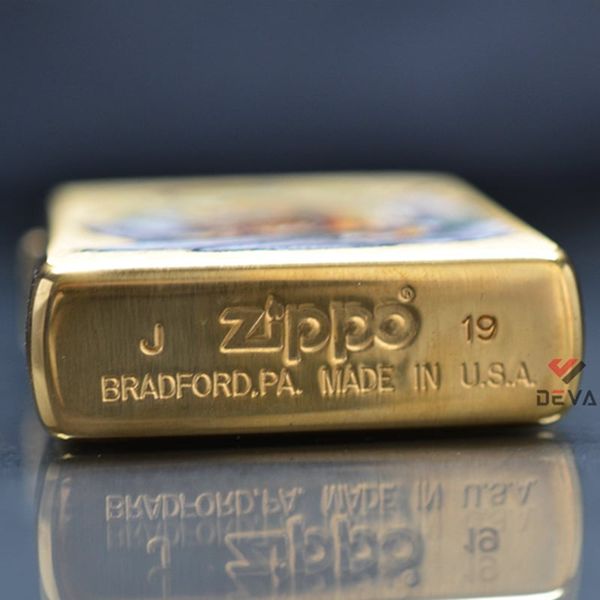 J zippo® 19
BRADFORD,PA. MADE IN U.S.A.
DEVA